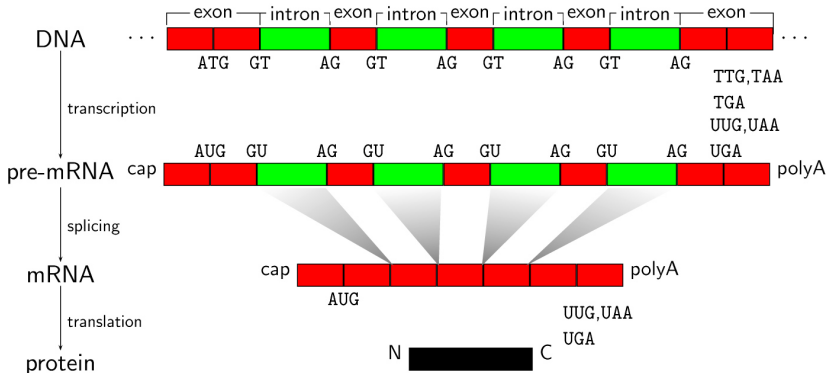 exon intron exon intron exon intron exon intron exon
DNA ... ...
ATG GT AG GT AG GT AG GT AG
TTG,TAA
transcription TGA
UUG,UAA
AUG GU AG GU AG GU AG GU AG UGA
pre-mRNA cap polyA
splicing
mRNA cap polyA
AUG
UUG,UAA
translation
UGA
protein N C